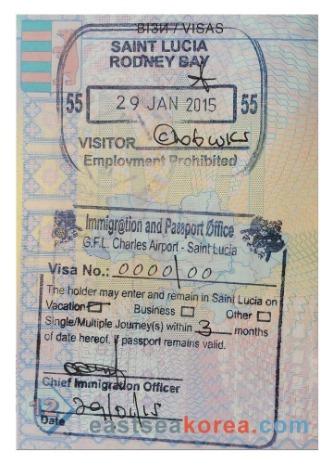 ВІЗИ / VISAS
SAINT LUCIA
RODNEY BAY
55 29 JAN 2015 55
VISITOR
Employment Prohibited
Immigration and Passport Office
G.F.L. Charles Airport - Saint Lucia
Visa No.: 0000/00
The holder may enter and remain in Saint Lucia on
Vacation Business Other
Single/Multiple Journey(s) within 3 months
of date hereof, if passport remains valid.
Chief Immigration Officer
12 29/01/15
Date
eastseakorea.com